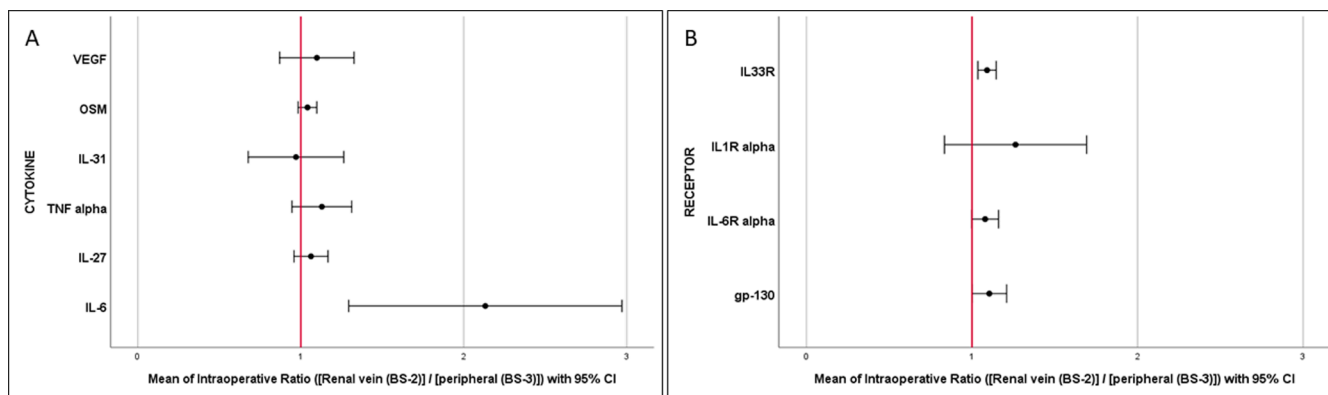 A
CYTOKINE
VEGF
OSM
IL-31
TNF alpha
IL-27
IL-6
0 1 2 3
Mean of Intraoperative Ratio ([Renal vein (BS-2)] / [peripheral (BS-3)]) with 95% CI
B
RECEPTOR
IL33R
IL1R alpha
IL-6R alpha
gp-130
0 1 2 3
Mean of Intraoperative Ratio ([Renal vein (BS-2)] / [peripheral (BS-3)]) with 95% CI